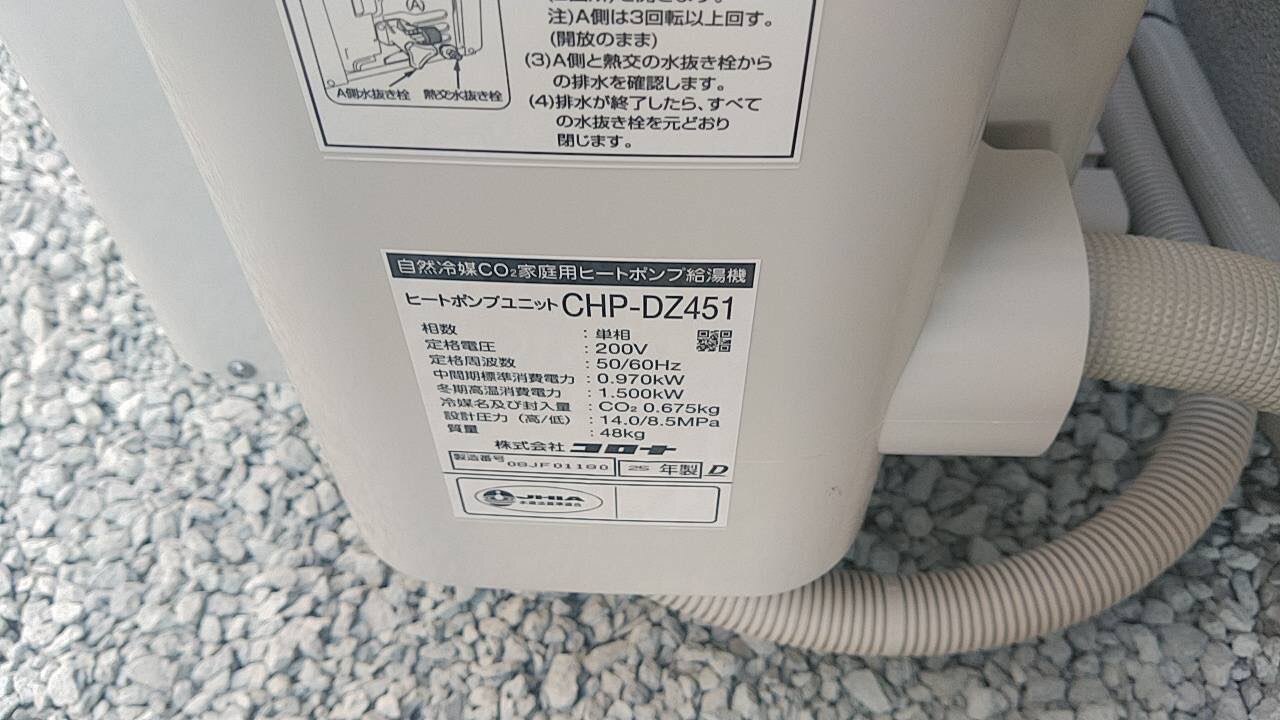 (A)
A側水抜き栓 熱交水抜き栓
注)A側は3回転以上回す。
(開放のまま)
(3)A側と熱交の水抜き栓から
の排水を確認します。
(4)排水が終了したら、すべて
の水抜き栓を元どおり
閉じます。
自然冷媒CO₂家庭用ヒートポンプ給湯機
ヒートポンプユニット CHP-DZ451
相数 : 単相
定格電圧 : 200V
定格周波数 : 50/60Hz
中間期標準消費電力 : 0.970kW
冬期高温消費電力 : 1.500kW
冷媒名及び封入量 : CO₂ 0.675kg
設計圧力(高/低) : 14.0/8.5MPa
質量 : 48kg
株式会社 コロナ
製造番号 08JF01180 25 年製 D
JHIA